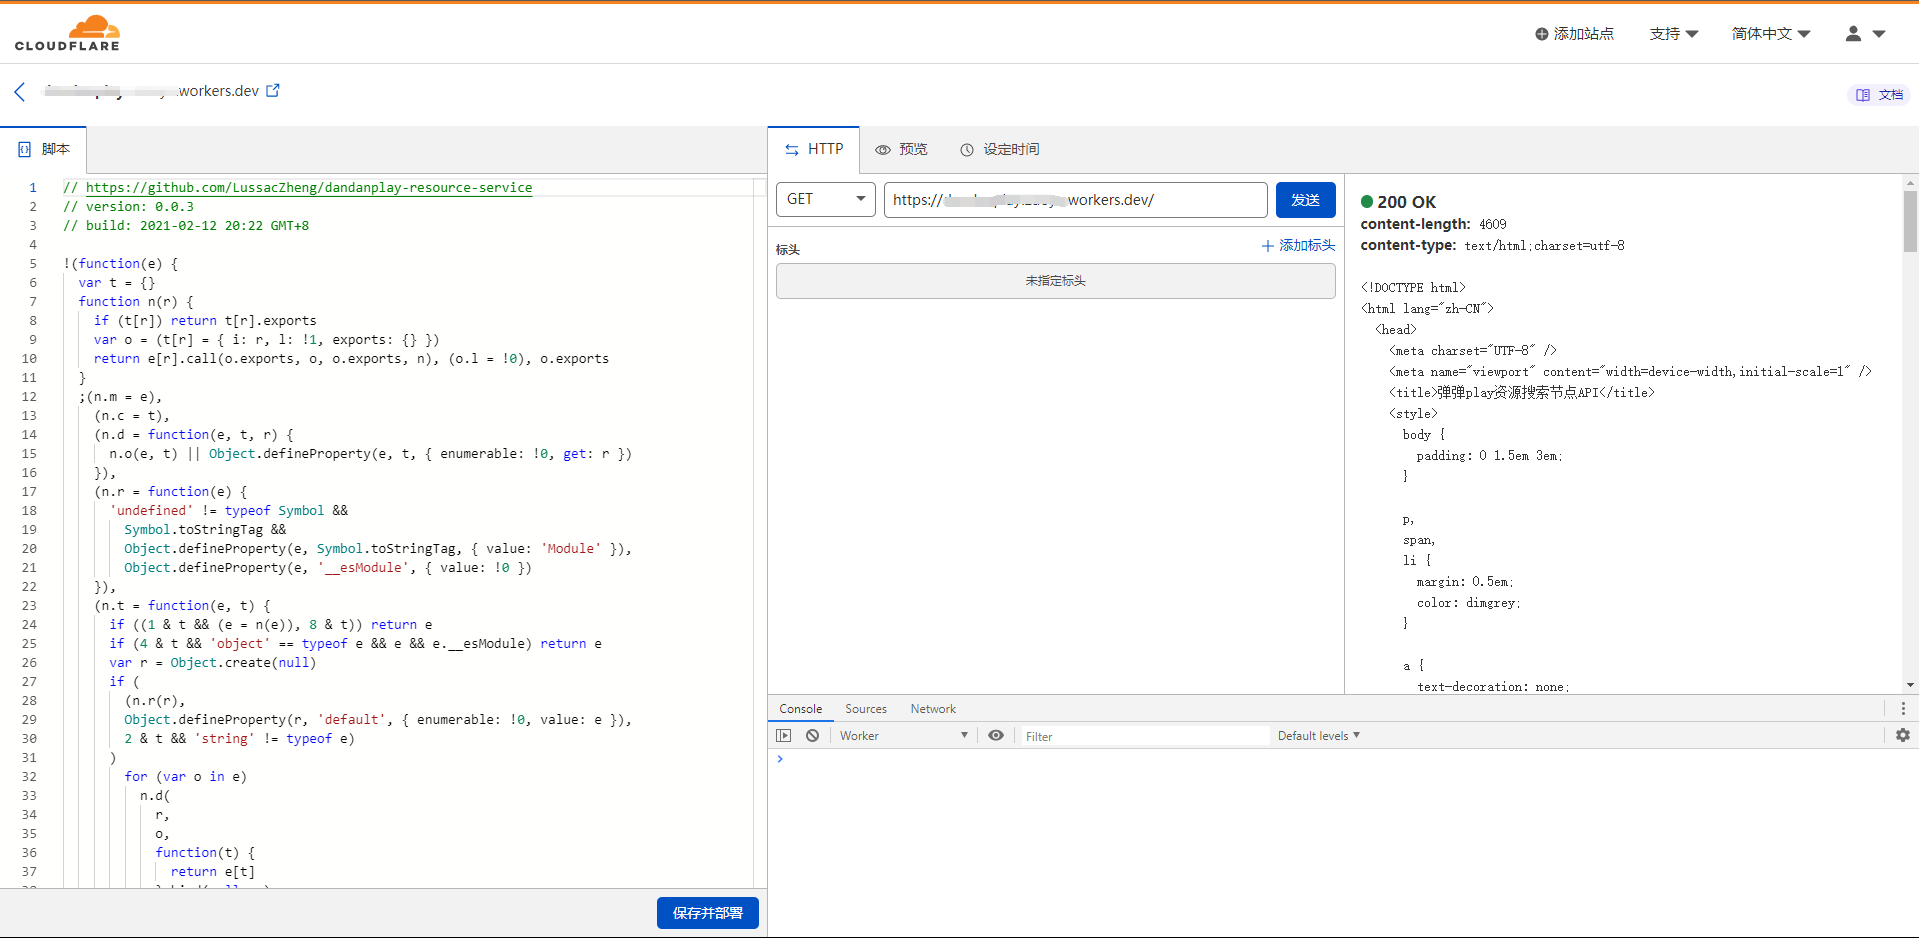 CLOUDFLARE
添加站点
支持
简体中文
workers.dev
文档
脚本
1 // https://github.com/LussacZheng/dandanplay-resource-service
2 // version: 0.0.3
3 // build: 2021-02-12 20:22 GMT+8
4
5 !(function(e) {
6 var t = {}
7 function n(r) {
8 if (t[r]) return t[r].exports
9 var o = (t[r] = { i: r, l: !1, exports: {} })
10 return e[r].call(o.exports, o, o.exports, n), (o.l = !0), o.exports
11 }
12 ;(n.m = e),
13 (n.c = t),
14 (n.d = function(e, t, r) {
15 n.o(e, t) || Object.defineProperty(e, t, { enumerable: !0, get: r })
16 }),
17 (n.r = function(e) {
18 'undefined' != typeof Symbol &&
19 Symbol.toStringTag &&
20 Object.defineProperty(e, Symbol.toStringTag, { value: 'Module' }),
21 Object.defineProperty(e, '__esModule', { value: !0 })
22 }),
23 (n.t = function(e, t) {
24 if ((1 & t && (e = n(e)), 8 & t)) return e
25 if (4 & t && 'object' == typeof e && e && e.__esModule) return e
26 var r = Object.create(null)
27 if (
28 (n.r(r),
29 Object.defineProperty(r, 'default', { enumerable: !0, value: e }),
30 2 & t && 'string' != typeof e)
31 )
32 for (var o in e)
33 n.d(
34 r,
35 o,
36 function(t) {
37 return e[t]
保存并部署
HTTP
预览
设定时间
GET
https:// workers.dev/
发送
标头
添加标头
未指定标头
200 OK
content-length: 4609
content-type: text/html;charset=utf-8
<!DOCTYPE html>
<html lang="zh-CN">
<head>
<meta charset="UTF-8" />
<meta name="viewport" content="width=device-width,initial-scale=1" />
<title>弹弹play资源搜索节点API</title>
<style>
body {
padding: 0 1.5em 3em;
}
p,
span,
li {
margin: 0.5em;
color: dimgrey;
}
a {
text-decoration: none;
Console
Sources
Network
Worker
Filter
Default levels